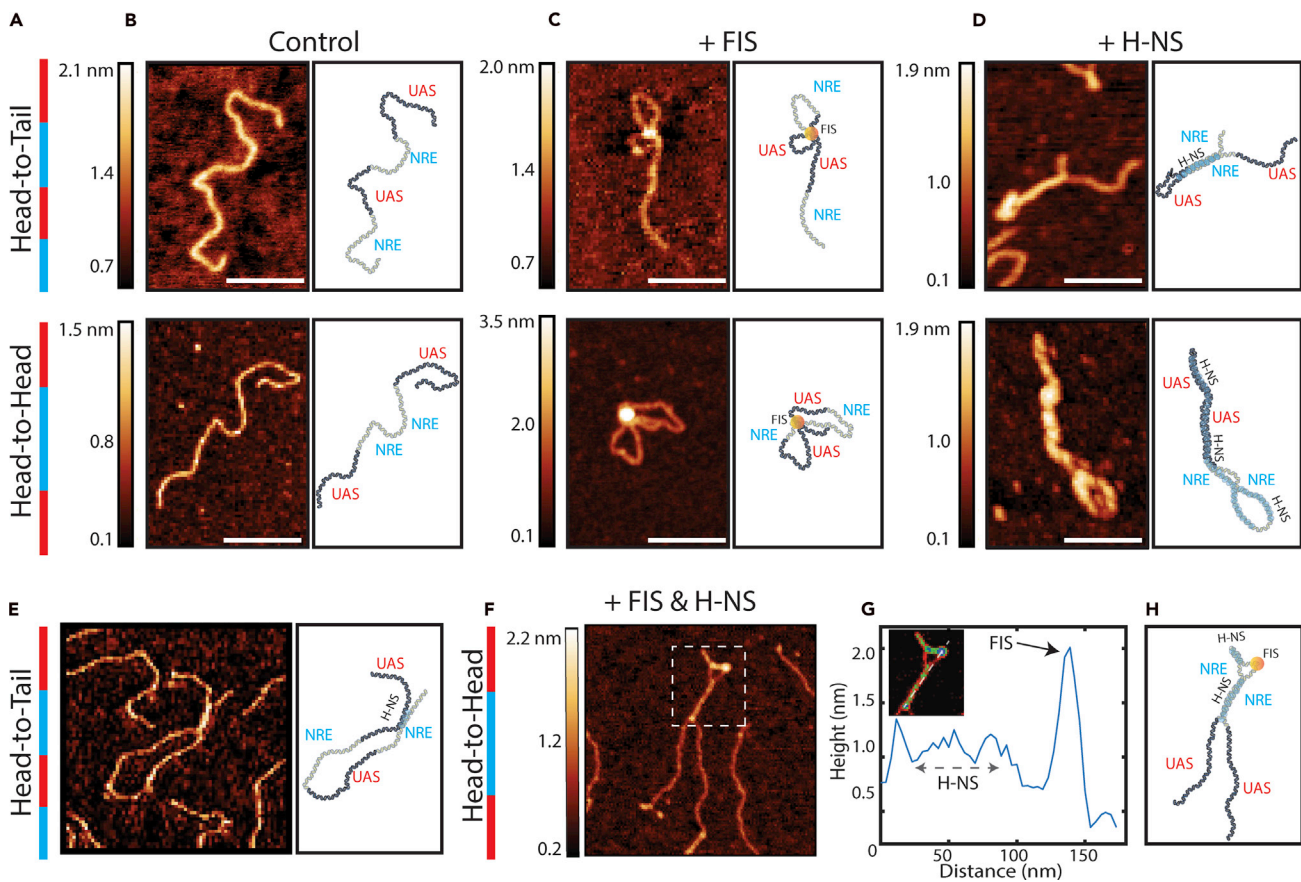 A
B
Control
C
+ FIS
D
+ H-NS
Head-to-Tail
2.1 nm
1.4
0.7
UAS
NRE
UAS
NRE
2.0 nm
1.4
0.7
NRE
FIS
UAS
UAS
NRE
1.9 nm
1.0
0.1
NRE
H-NS
NRE
UAS
UAS
Head-to-Head
1.5 nm
0.8
0.1
UAS
NRE
NRE
UAS
3.5 nm
2.0
0.1
UAS
NRE
FIS
NRE
UAS
1.9 nm
1.0
0.1
H-NS
UAS
UAS
H-NS
NRE
NRE
H-NS
E
Head-to-Tail
UAS
H-NS
NRE
NRE
UAS
F
+ FIS & H-NS
Head-to-Head
2.2 nm
1.2
0.2
G
Height (nm)
2.0
1.5
1.0
0.5
0
FIS
H-NS
0
50
100
150
Distance (nm)
H
H-NS
FIS
NRE
H-NS
NRE
UAS
UAS